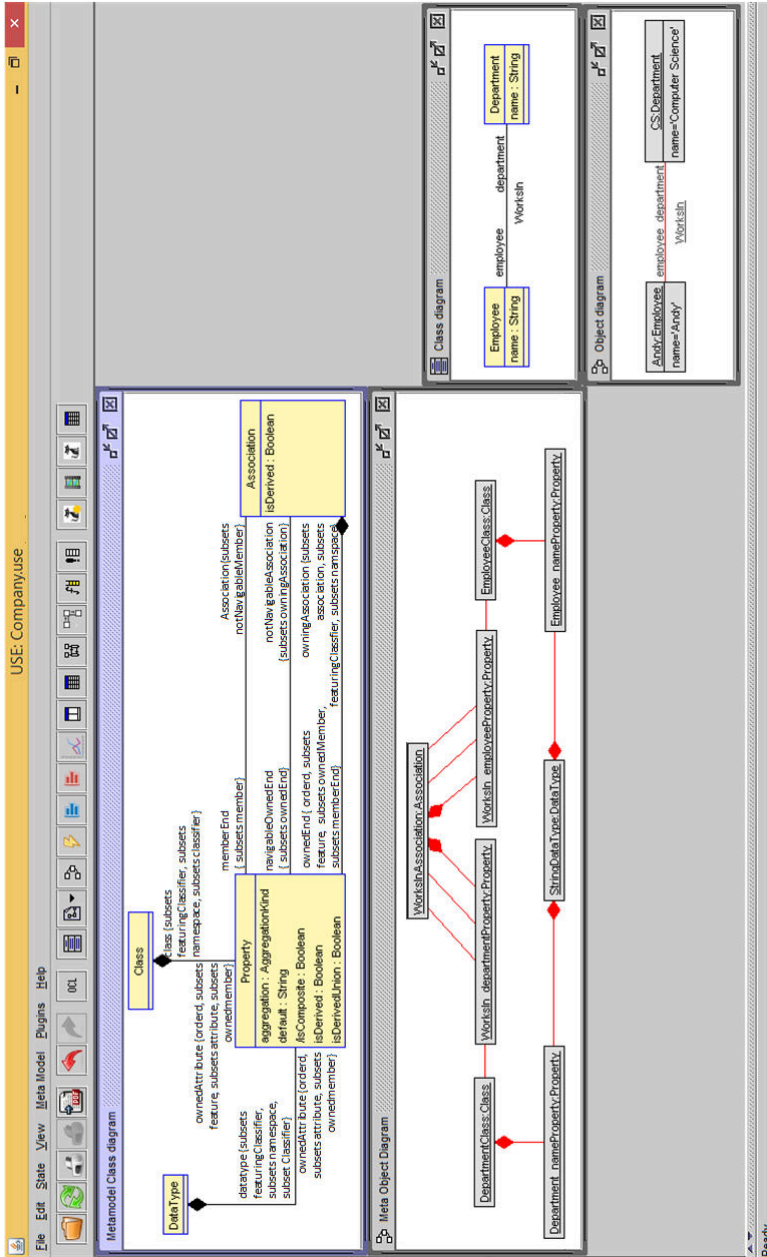 USE: Company.use
File Edit State View Meta Model Plugins Help
OCL
PDF
Metamodel Class diagram
DataType
Class
datatype {subsets
featuringClassifier,
subsets namespace,
subset Classifier}
ownedAttribute {orderd,
subsets attribute, subsets
ownedmember}
class {subsets
featuringClassifier, subsets
namespace, subsets classifier}
ownedAttribute {orderd, subsets
feature, subsets attribute, subsets
ownedmember}
Property
aggregation : AggregationKind
default : String
/isComposite : Boolean
isDerived : Boolean
isDerivedUnion : Boolean
memberEnd
{ subsets member}
navigableOwnedEnd
{ subsets ownedEnd}
ownedEnd { orderd, subsets
feature, subsets ownedMember,
subsets memberEnd}
Association{subsets
notNavigableMember}
notNavigableAssociation
{subsets owningAssociation}
owningAssociation {subsets
association, subsets
featuringClassfier, subsets namspace}
Association
isDerived : Boolean
Meta Object Diagram
WorksInAssociation:Association
DepartmentClass:Class
WorksIn_departmentProperty:Property
WorksIn_employeeProperty:Property
EmployeeClass:Class
Department_nameProperty:Property
StringDataType:DataType
Employee_nameProperty:Property
Class diagram
Employee
name : String
employee
department
WorksIn
Department
name : String
Object diagram
Andy:Employee
name='Andy'
employee department
WorksIn
CS:Department
name='Computer Science'
Ready